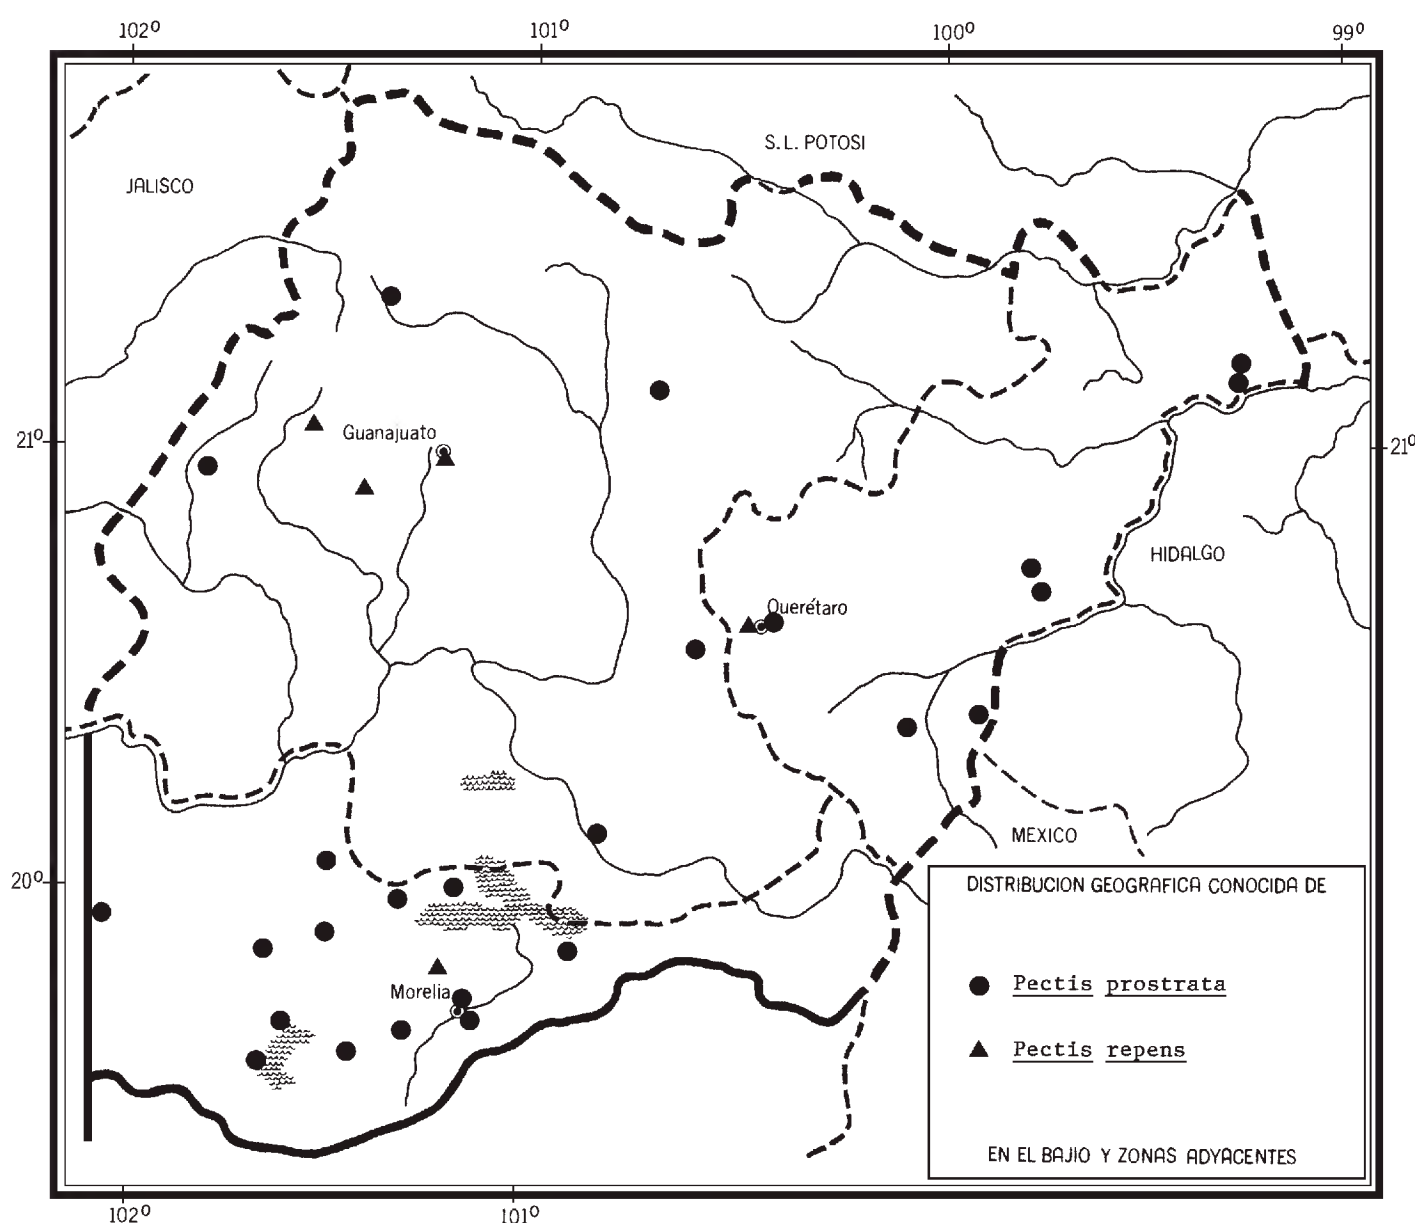 102º 101º 100º 99º
S.L. POTOSI
JALISCO
Guanajuato
21º
21º
HIDALGO
Querétaro
MEXICO
20º
DISTRIBUCION GEOGRAFICA CONOCIDA DE
Pectis prostrata
Morelia
Pectis repens
EN EL BAJIO Y ZONAS ADYACENTES
102º 101º